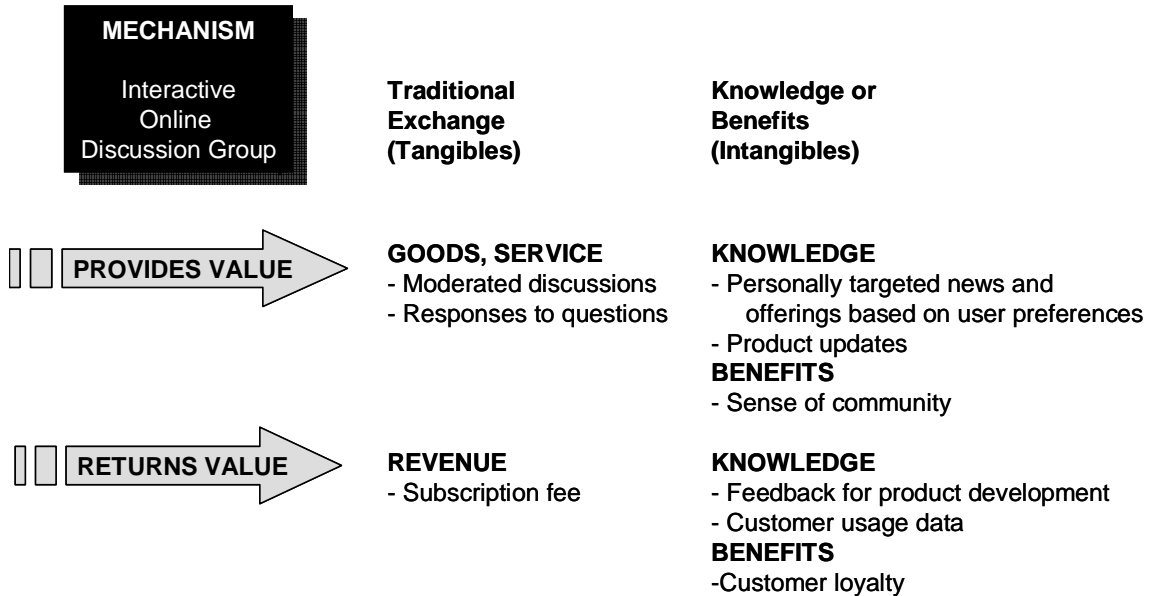 MECHANISM
Interactive
Online
Discussion Group
Traditional
Exchange
(Tangibles)
Knowledge or
Benefits
(Intangibles)
PROVIDES VALUE
GOODS, SERVICE
- Moderated discussions
- Responses to questions
KNOWLEDGE
- Personally targeted news and
offerings based on user preferences
- Product updates
BENEFITS
- Sense of community
RETURNS VALUE
REVENUE
- Subscription fee
KNOWLEDGE
- Feedback for product development
- Customer usage data
BENEFITS
-Customer loyalty